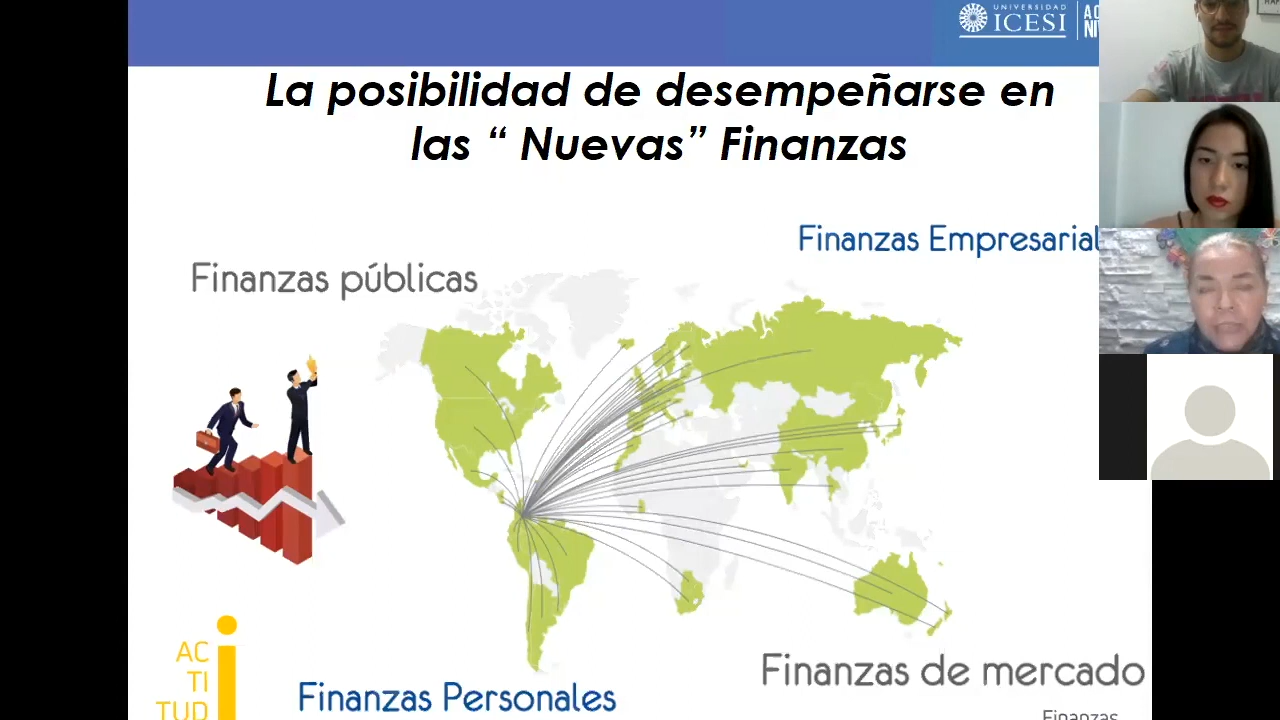 UNIVERSIDAD
ICESI
La posibilidad de desempeñarse en
las “ Nuevas” Finanzas
Finanzas Empresarial
Finanzas públicas
AC
TI
TUD
Finanzas Personales
Finanzas de mercado
Finanzas